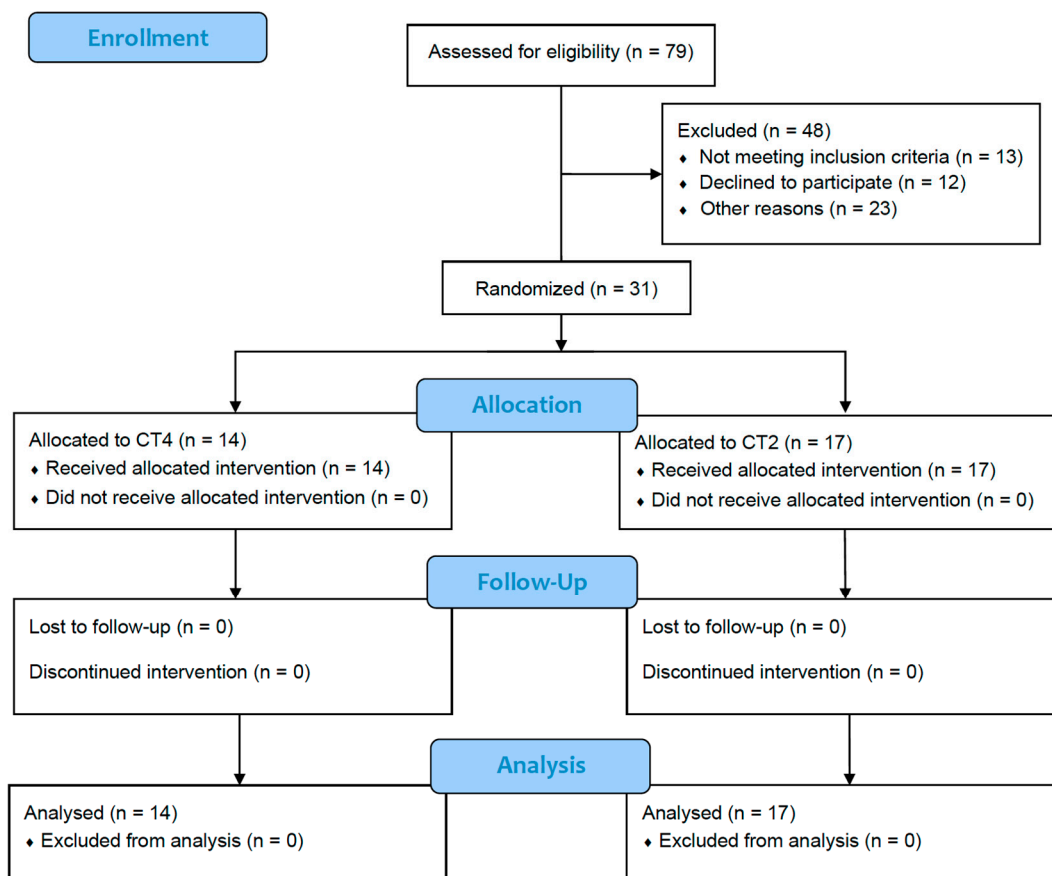 Enrollment
Assessed for eligibility (n = 79)
Excluded (n = 48)
♦ Not meeting inclusion criteria (n = 13)
♦ Declined to participate (n = 12)
♦ Other reasons (n = 23)
Randomized (n = 31)
Allocation
Allocated to CT4 (n = 14)
♦ Received allocated intervention (n = 14)
♦ Did not receive allocated intervention (n = 0)
Allocated to CT2 (n = 17)
♦ Received allocated intervention (n = 17)
♦ Did not receive allocated intervention (n = 0)
Follow-Up
Lost to follow-up (n = 0)
Discontinued intervention (n = 0)
Lost to follow-up (n = 0)
Discontinued intervention (n = 0)
Analysis
Analysed (n = 14)
♦ Excluded from analysis (n = 0)
Analysed (n = 17)
♦ Excluded from analysis (n = 0)